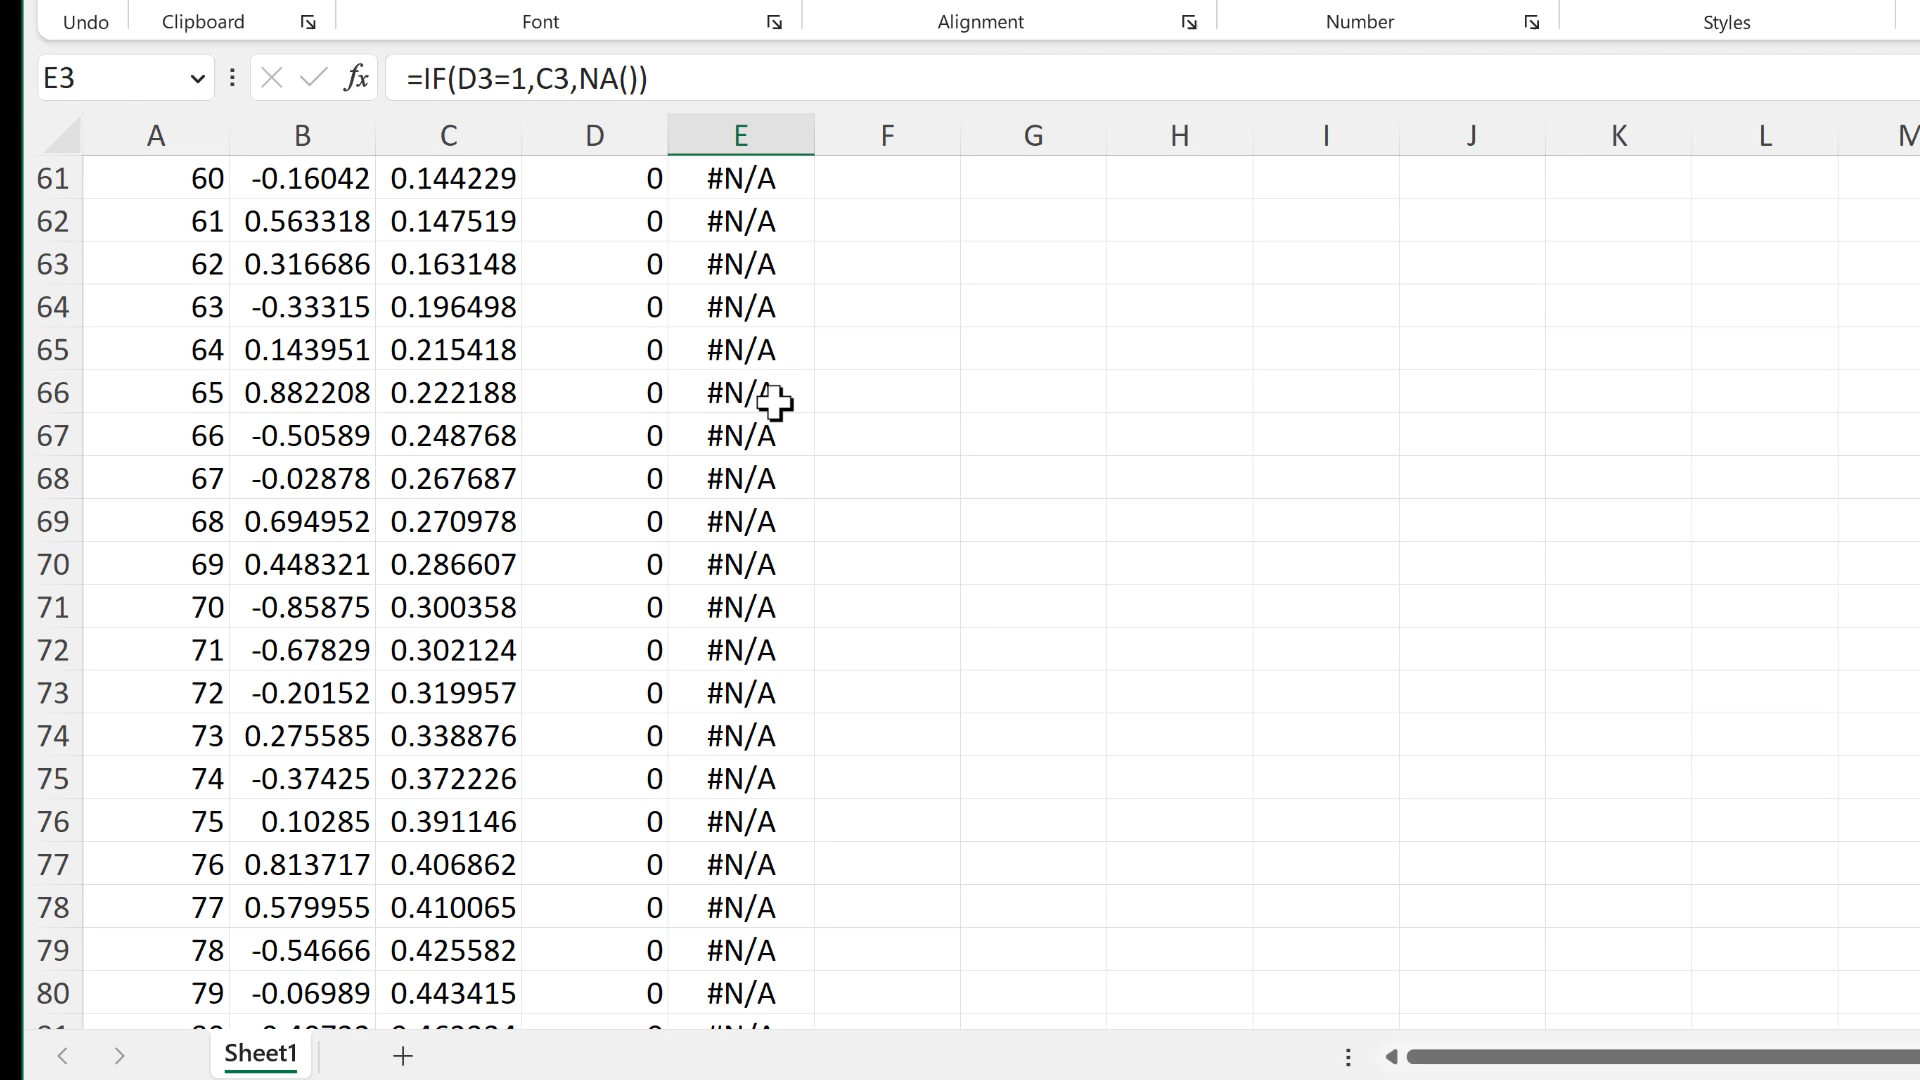 Undo Clipboard Font Alignment Number Styles
E3 fx =IF(D3=1,C3,NA())
A B C D E F G H I J K L M
61 60 -0.16042 0.144229 0 #N/A
62 61 0.563318 0.147519 0 #N/A
63 62 0.316686 0.163148 0 #N/A
64 63 -0.33315 0.196498 0 #N/A
65 64 0.143951 0.215418 0 #N/A
66 65 0.882208 0.222188 0 #N/A
67 66 -0.50589 0.248768 0 #N/A
68 67 -0.02878 0.267687 0 #N/A
69 68 0.694952 0.270978 0 #N/A
70 69 0.448321 0.286607 0 #N/A
71 70 -0.85875 0.300358 0 #N/A
72 71 -0.67829 0.302124 0 #N/A
73 72 -0.20152 0.319957 0 #N/A
74 73 0.275585 0.338876 0 #N/A
75 74 -0.37425 0.372226 0 #N/A
76 75 0.10285 0.391146 0 #N/A
77 76 0.813717 0.406862 0 #N/A
78 77 0.579955 0.410065 0 #N/A
79 78 -0.54666 0.425582 0 #N/A
80 79 -0.06989 0.443415 0 #N/A
Sheet1